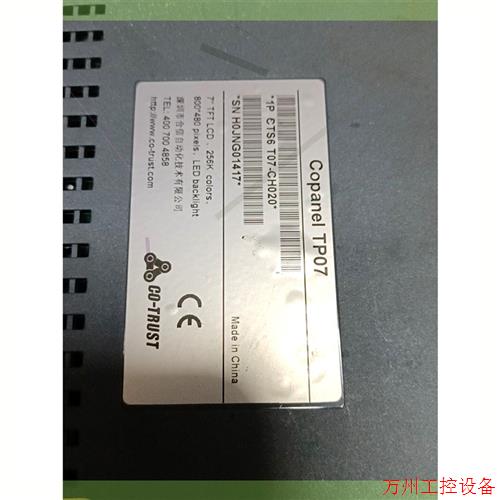 Copanel TP07
*1P CTS6 T07-CH020*
*SN H0JNG01417*
7" TFT LCD, 256K colors,
800*480 pixels, LED backlight
深圳市合信自动化技术有限公司
TEL: 400 700 4858
http://www.co-trust.com
CO-TRUST
CE
Made in China
万州工控设备